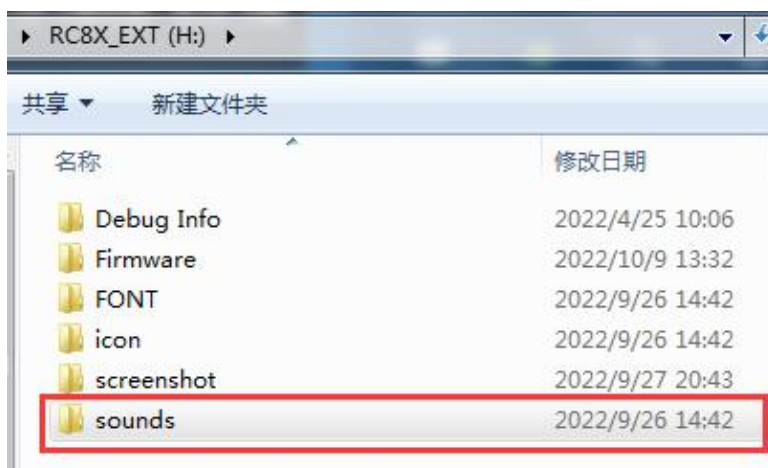 RC8X_EXT (H:)
共享 新建文件夹
名称 修改日期
Debug Info 2022/4/25 10:06
Firmware 2022/10/9 13:32
FONT 2022/9/26 14:42
icon 2022/9/26 14:42
screenshot 2022/9/27 20:43
sounds 2022/9/26 14:42